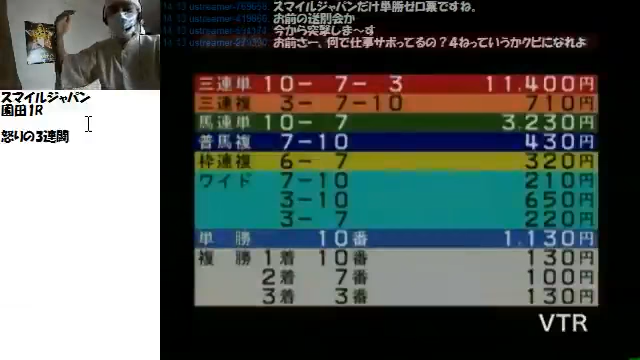 14:13 ustreamer-769658: スマイルジャパンだけ単勝ゼロ票ですね。
お前の送別会か
今から突撃しま～す
お前さー、何で仕事サボってるの？4ねっていうかクビになれよ
スマイルジャパン
園田1R
怒りの3連闘
三連単 10- 7- 3 11,400円
三連複 3- 7-10 710円
馬連単 10- 7 3,230円
普馬複 7-10 430円
枠連複 6- 7 320円
ワイド 7-10 210円
3-10 650円
3- 7 220円
単勝 10番 1,130円
複勝 1着 10番 130円
2着 7番 100円
3着 3番 130円
VTR